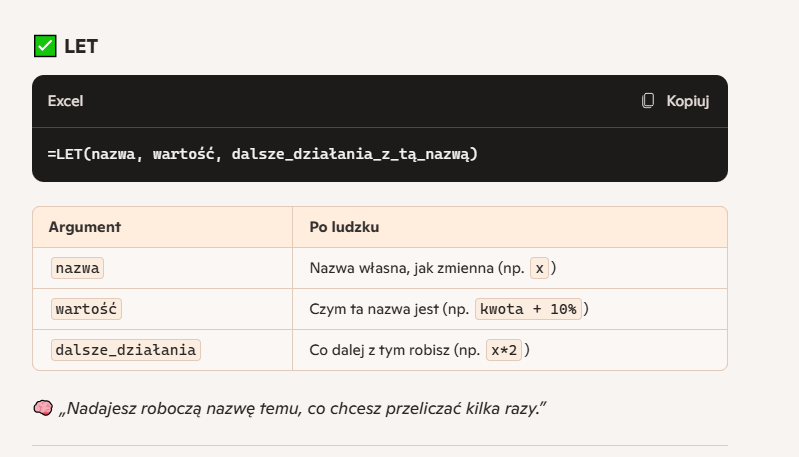 ✅ LET
Excel
Kopiuj
=LET(nazwa, wartość, dalsze_działania_z_tą_nazwą)
Argument Po ludzku
nazwa Nazwa własna, jak zmienna (np. x )
wartość Czym ta nazwa jest (np. kwota + 10% )
dalsze_działania Co dalej z tym robisz (np. x*2 )
🧠 „Nadajesz roboczą nazwę temu, co chcesz przeliczać kilka razy.”